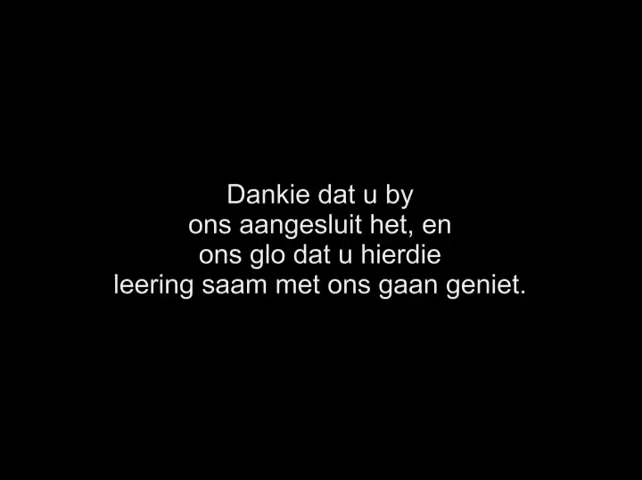 Dankie dat u by
ons aangesluit het, en
ons glo dat u hierdie
leering saam met ons gaan geniet.